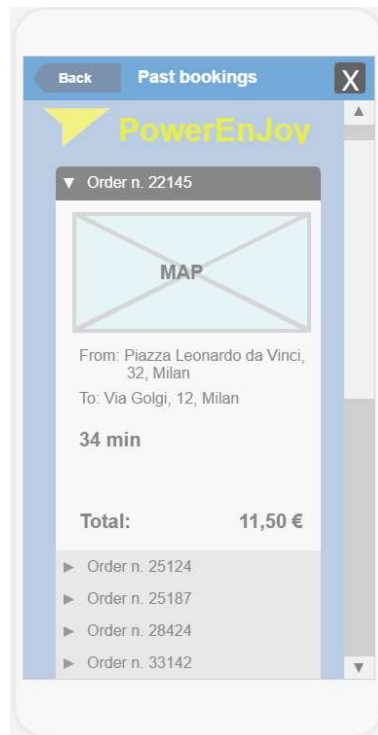 Back Past bookings X
PowerEnJoy
▼ Order n. 22145
MAP
From: Piazza Leonardo da Vinci,
32, Milan
To: Via Golgi, 12, Milan
34 min
Total: 11,50 €
► Order n. 25124
► Order n. 25187
► Order n. 28424
► Order n. 33142